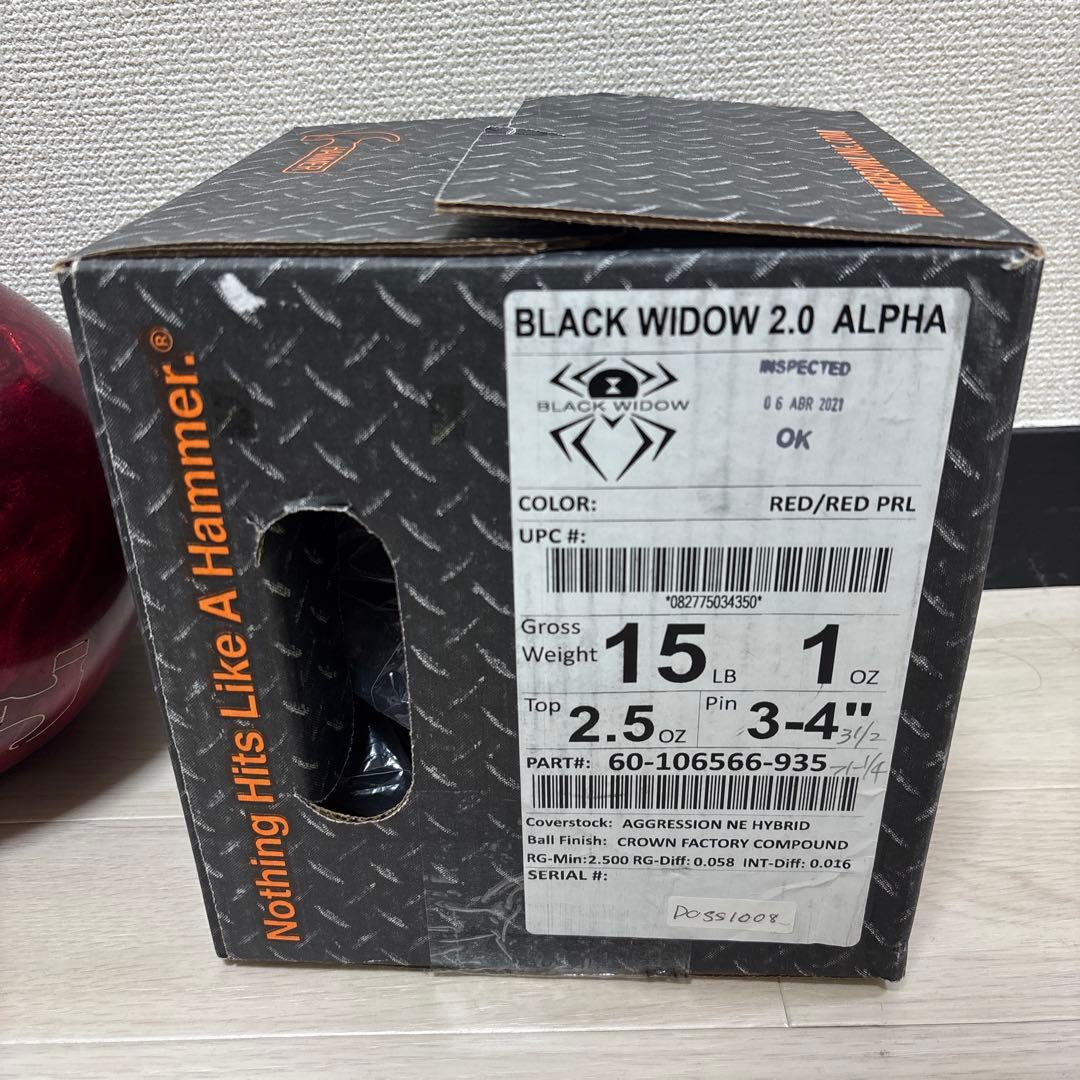 HAMMER
HAMMERBOWLING.COM
Nothing Hits Like A Hammer.®
BLACK WIDOW 2.0 ALPHA
BLACK WIDOW
INSPECTED
06 ABR 2021
OK
COLOR: RED/RED PRL
UPC #:
*082775034350*
Gross Weight 15 LB 1 OZ
Top 2.5 OZ Pin 3-4" 3 1/2
PART#: 60-106566-935
Coverstock: AGGRESSION NE HYBRID
Ball Finish: CROWN FACTORY COMPOUND
RG-Min:2.500 RG-Diff: 0.058 INT-Diff: 0.016
SERIAL #: